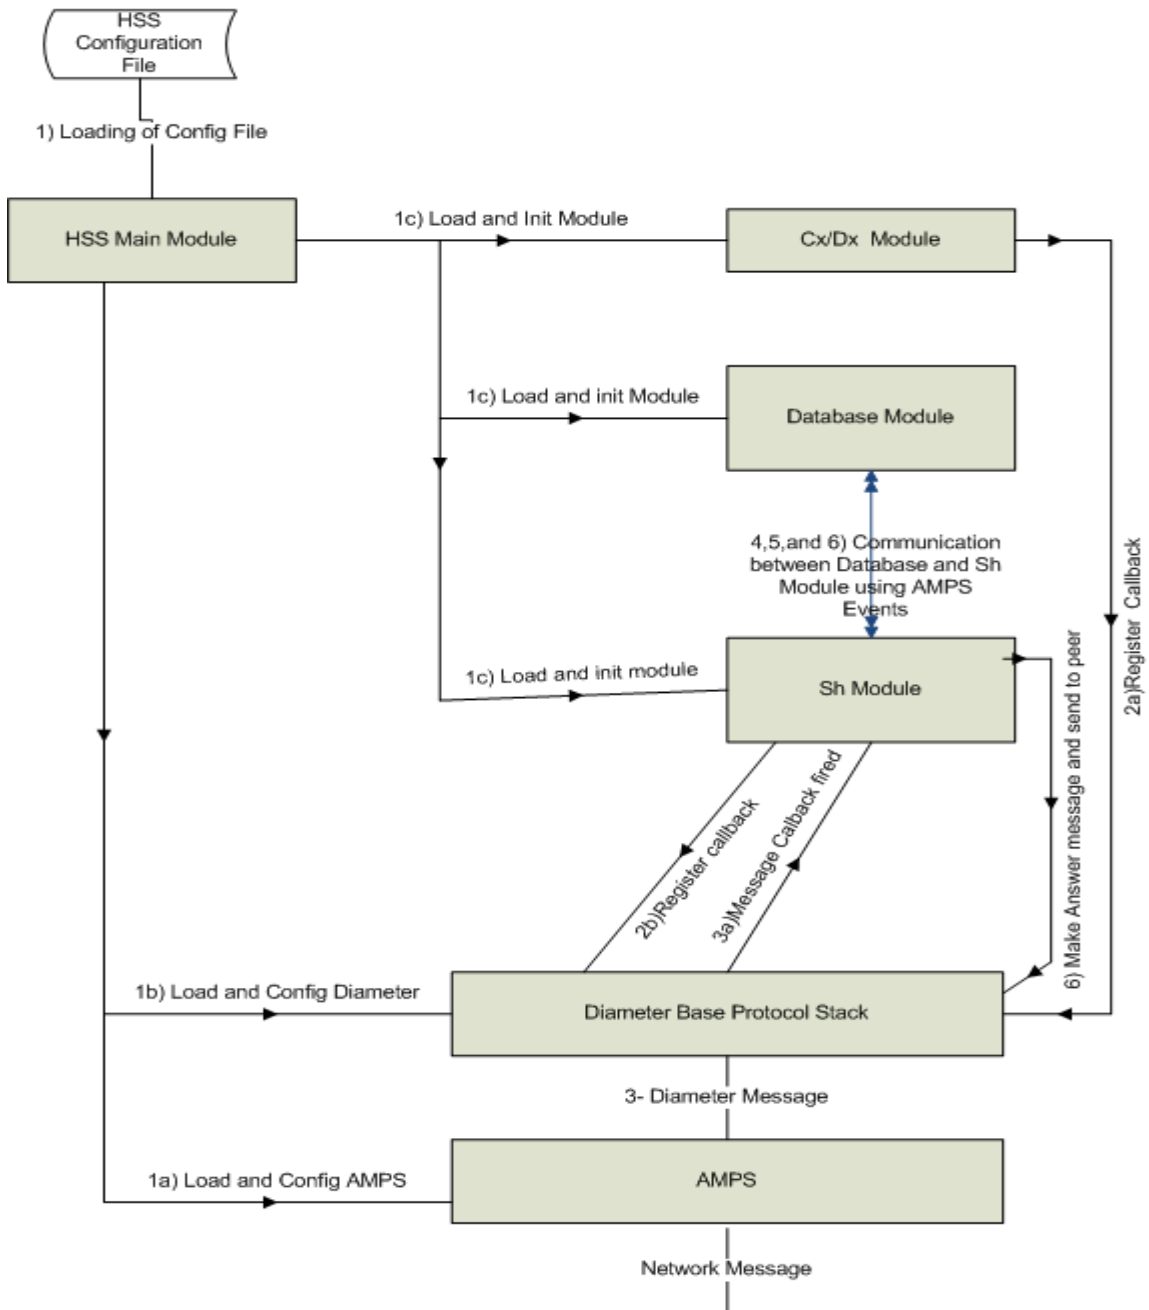 HSS
Configuration
File
1) Loading of Config File
HSS Main Module
1c) Load and Init Module
Cx/Dx Module
1c) Load and init Module
Database Module
4,5,and 6) Communication
between Database and Sh
Module using AMPS
Events
2a)Register Callback
1c) Load and init module
Sh Module
6) Make Answer message and send to peer
2b)Register callback
3a)Message Calback fired
1b) Load and Config Diameter
Diameter Base Protocol Stack
3- Diameter Message
1a) Load and Config AMPS
AMPS
Network Message